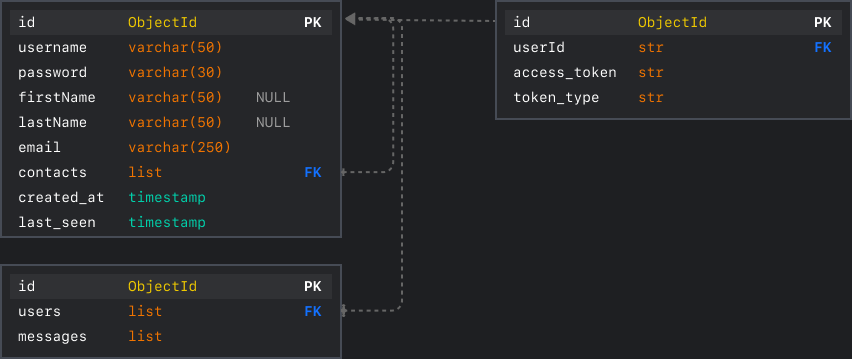 id ObjectId PK
username varchar(50)
password varchar(30)
firstName varchar(50) NULL
lastName varchar(50) NULL
email varchar(250)
contacts list FK
created_at timestamp
last_seen timestamp
id ObjectId PK
userId str FK
access_token str
token_type str
id ObjectId PK
users list FK
messages list